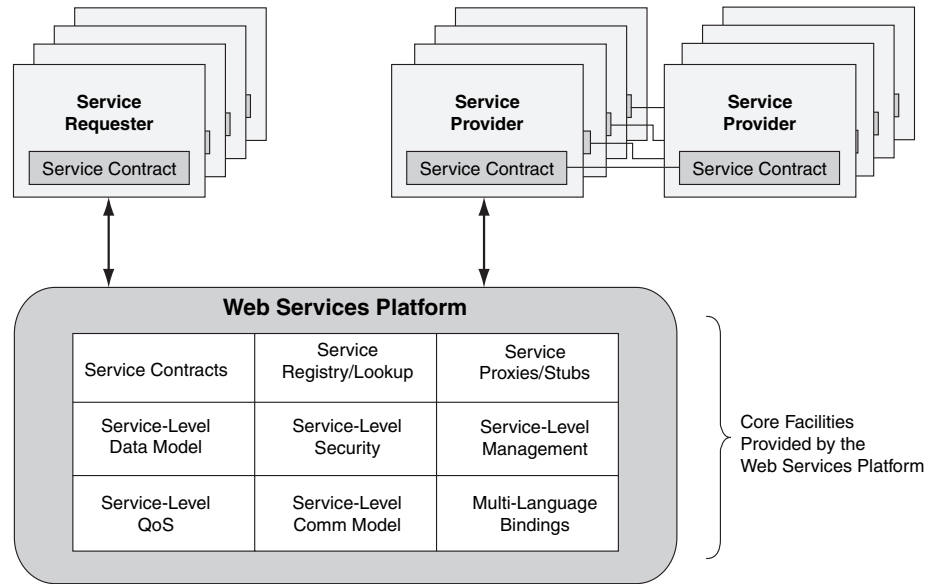 Service
Requester
Service Contract
Service
Provider
Service Contract
Service
Provider
Service Contract
Web Services Platform
Service Contracts
Service
Registry/Lookup
Service
Proxies/Stubs
Service-Level
Data Model
Service-Level
Security
Service-Level
Management
Service-Level
QoS
Service-Level
Comm Model
Multi-Language
Bindings
Core Facilities
Provided by the
Web Services Platform